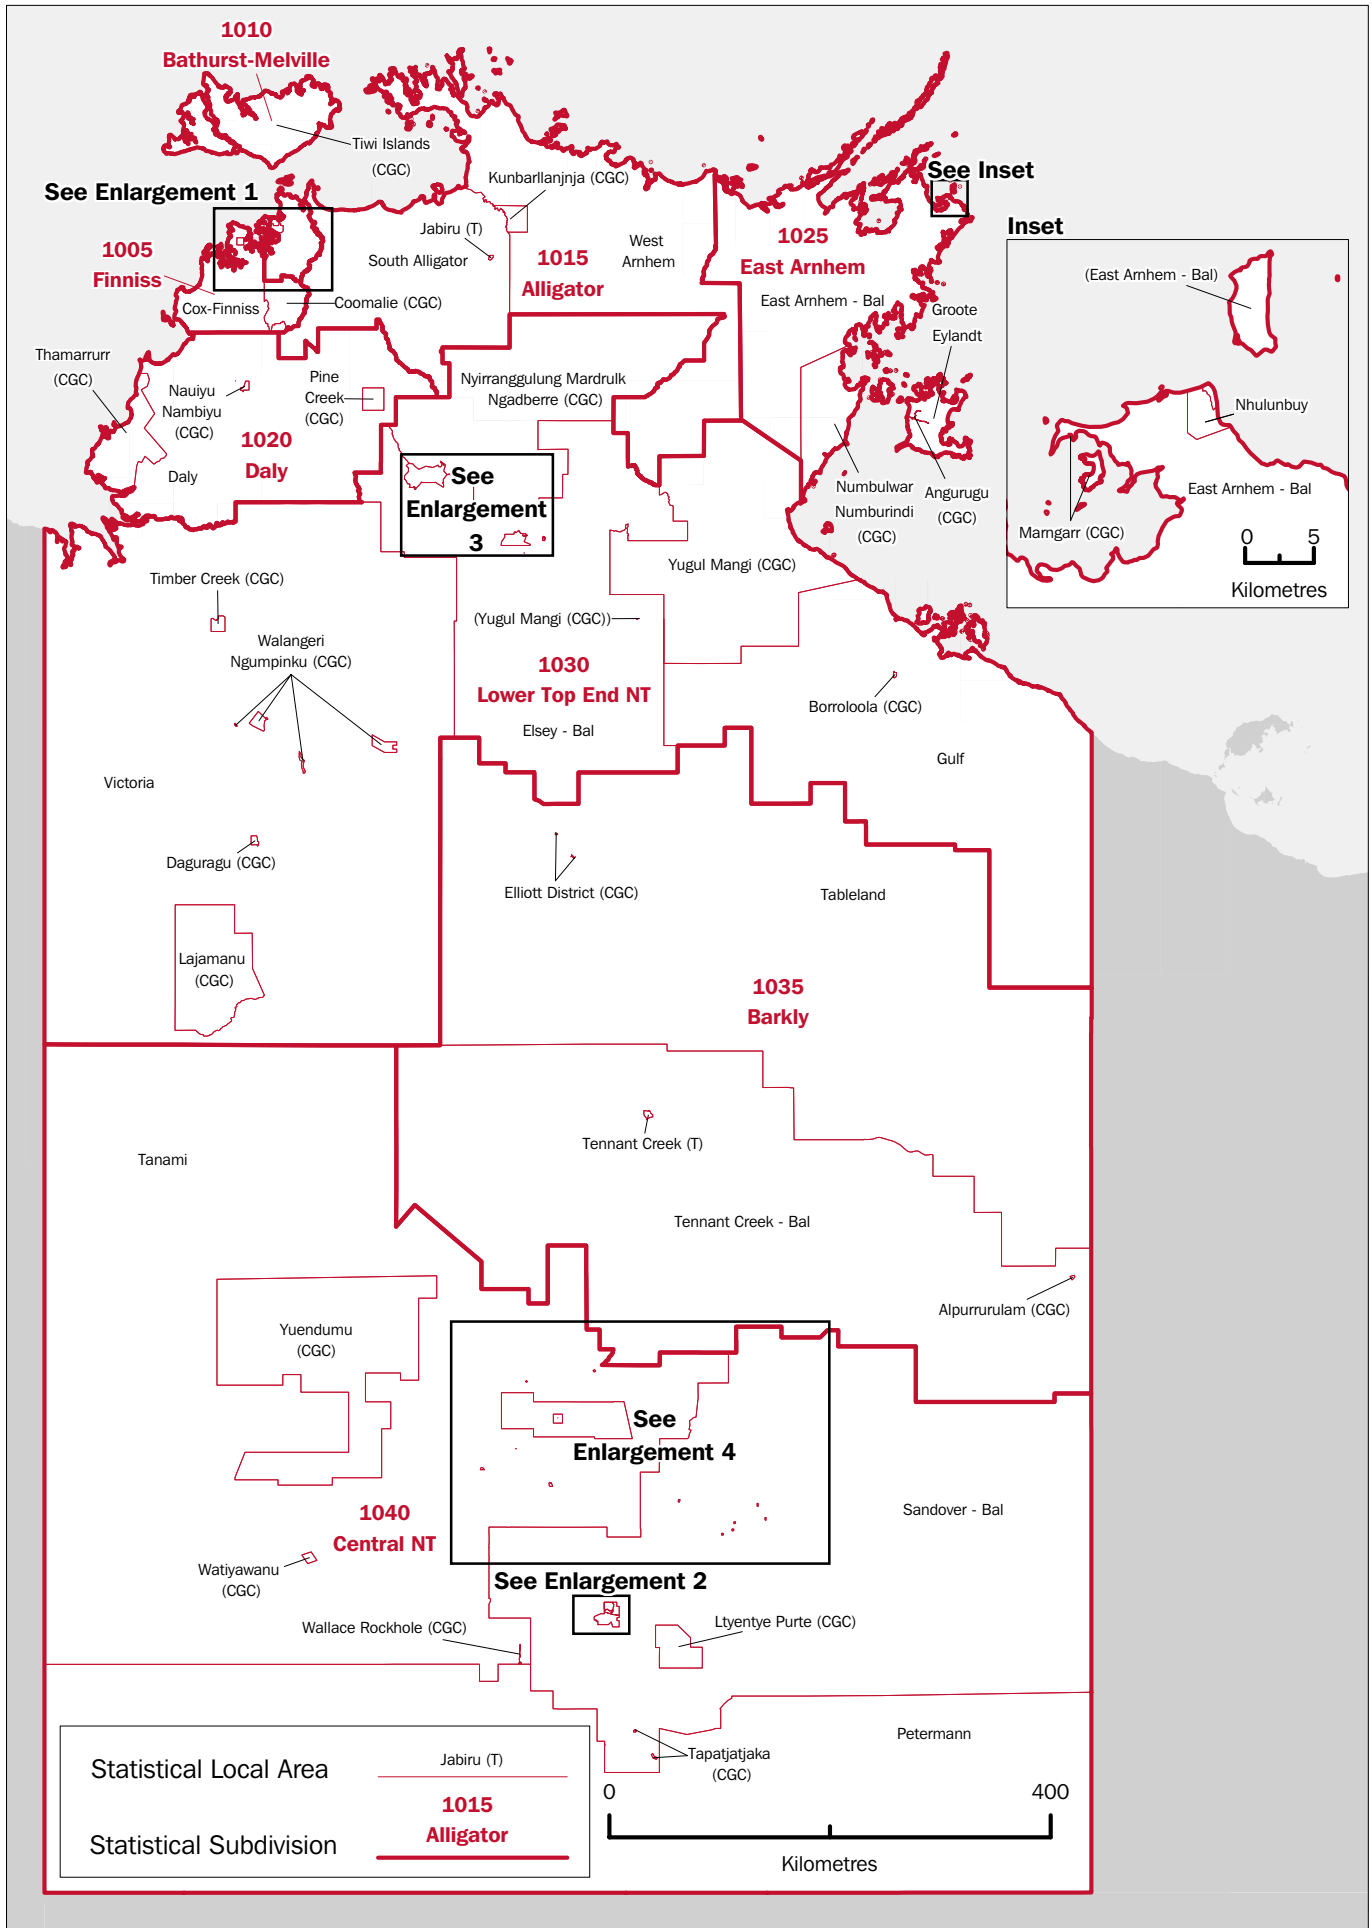 1010
Bathurst-Melville
Tiwi Islands
(CGC)
Kunbarllanjnja (CGC)
See Enlargement 1
See Inset
Inset
Jabiru (T)
South Alligator
1015
Alligator
West
Arnhem
1025
East Arnhem
East Arnhem - Bal
1005
Finniss
Cox-Finniss
Coomalie (CGC)
Groote
Eylandt
(East Arnhem - Bal)
Nhulunbuy
East Arnhem - Bal
Marngarr (CGC)
0 5
Kilometres
Thamarrurr
(CGC)
Nauiyu
Nambiyu
(CGC)
Pine
Creek
(CGC)
1020
Daly
Daly
Nyirranggulung Mardrulk
Ngadberre (CGC)
See
Enlargement
3
Numbulwar
Numburindi
(CGC)
Angurugu
(CGC)
Timber Creek (CGC)
Yugul Mangi (CGC)
(Yugul Mangi (CGC))
Walangeri
Ngumpinku (CGC)
1030
Lower Top End NT
Elsey - Bal
Borroloola (CGC)
Gulf
Victoria
Daguragu (CGC)
Elliott District (CGC)
Tableland
Lajamanu
(CGC)
1035
Barkly
Tennant Creek (T)
Tanami
Tennant Creek - Bal
Alpurrurulam (CGC)
Yuendumu
(CGC)
See
Enlargement 4
1040
Central NT
Sandover - Bal
Watiyawanu
(CGC)
See Enlargement 2
Wallace Rockhole (CGC)
Ltyentye Purte (CGC)
Petermann
Tapatjatjaka
(CGC)
Statistical Local Area
Jabiru (T)
1015
Alligator
Statistical Subdivision
0 400
Kilometres